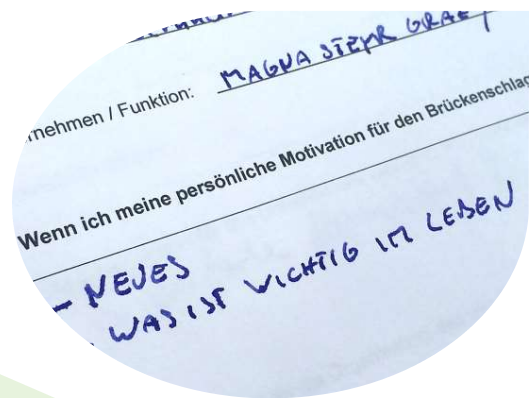 nehmen / Funktion: MAGNA STEYR GRAZ
Wenn ich meine persönliche Motivation für den Brückenschlag
- NEUES
- WAS IST WICHTIG IM LEBEN